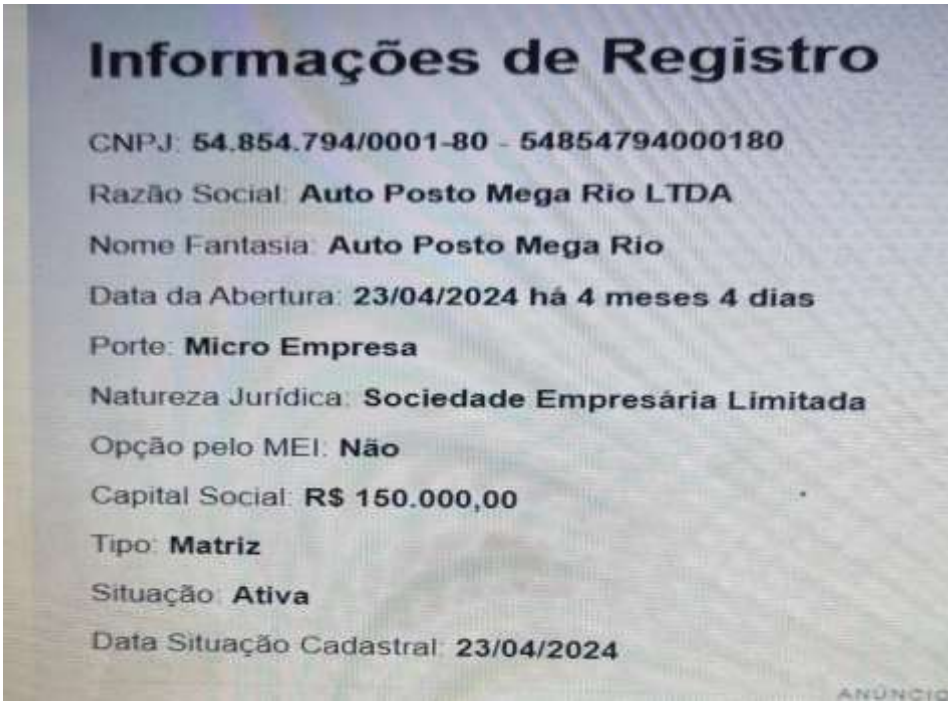 Informações de Registro
CNPJ: 54.854.794/0001-80 - 54854794000180
Razão Social: Auto Posto Mega Rio LTDA
Nome Fantasia: Auto Posto Mega Rio
Data da Abertura: 23/04/2024 há 4 meses 4 dias
Porte: Micro Empresa
Natureza Jurídica: Sociedade Empresária Limitada
Opção pelo MEI: Não
Capital Social: R$ 150.000,00
Tipo: Matriz
Situação: Ativa
Data Situação Cadastral: 23/04/2024
ANÚNCIO